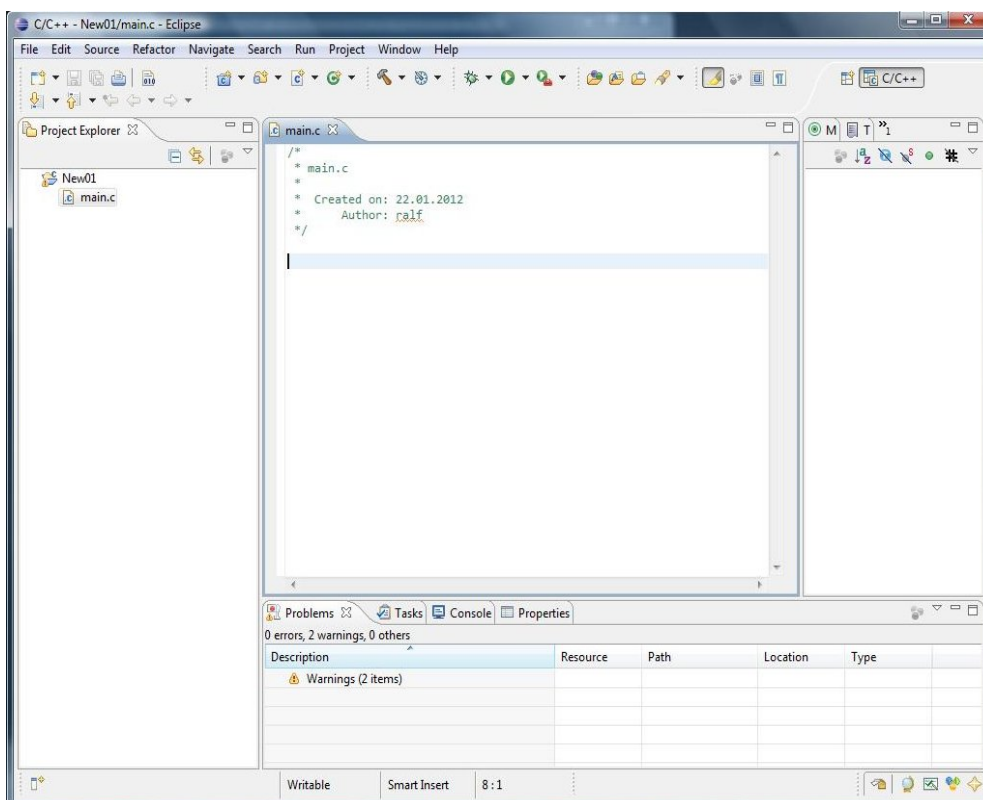 C/C++ - New01/main.c - Eclipse
File Edit Source Refactor Navigate Search Run Project Window Help
010
C/C++
Project Explorer
main.c
M T »1
New01
main.c
/*
* main.c
*
* Created on: 22.01.2012
* Author: ralf
*/
Problems Tasks Console Properties
0 errors, 2 warnings, 0 others
Description Resource Path Location Type
Warnings (2 items)
Writable Smart Insert 8:1